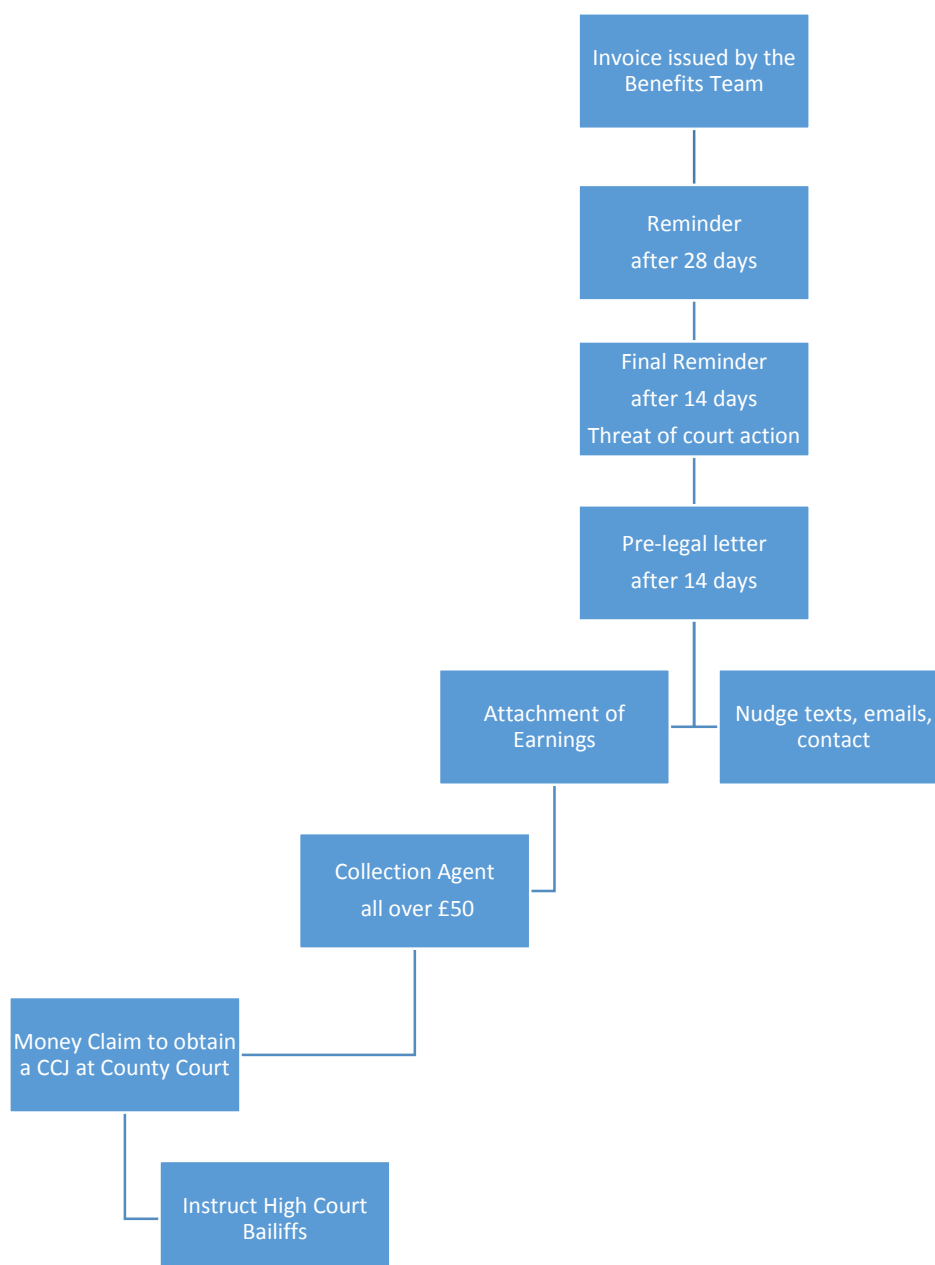 Invoice issued by the
Benefits Team
Reminder
after 28 days
Final Reminder
after 14 days
Threat of court action
Pre-legal letter
after 14 days
Attachment of
Earnings
Nudge texts, emails,
contact
Collection Agent
all over £50
Money Claim to obtain
a CCJ at County Court
Instruct High Court
Bailiffs